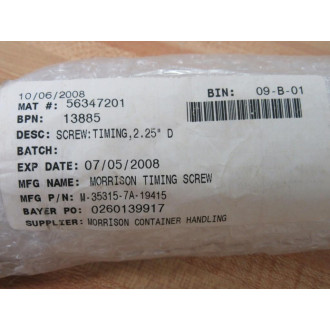 10/06/2008 BIN: 09-B-01
MAT #: 56347201
BPN: 13885
DESC: SCREW:TIMING,2.25" D
BATCH:
EXP DATE: 07/05/2008
MFG NAME: MORRISON TIMING SCREW
MFG P/N: M-35315-7A-19415
BAYER PO: 0260139917
SUPPLIER: MORRISON CONTAINER HANDLING